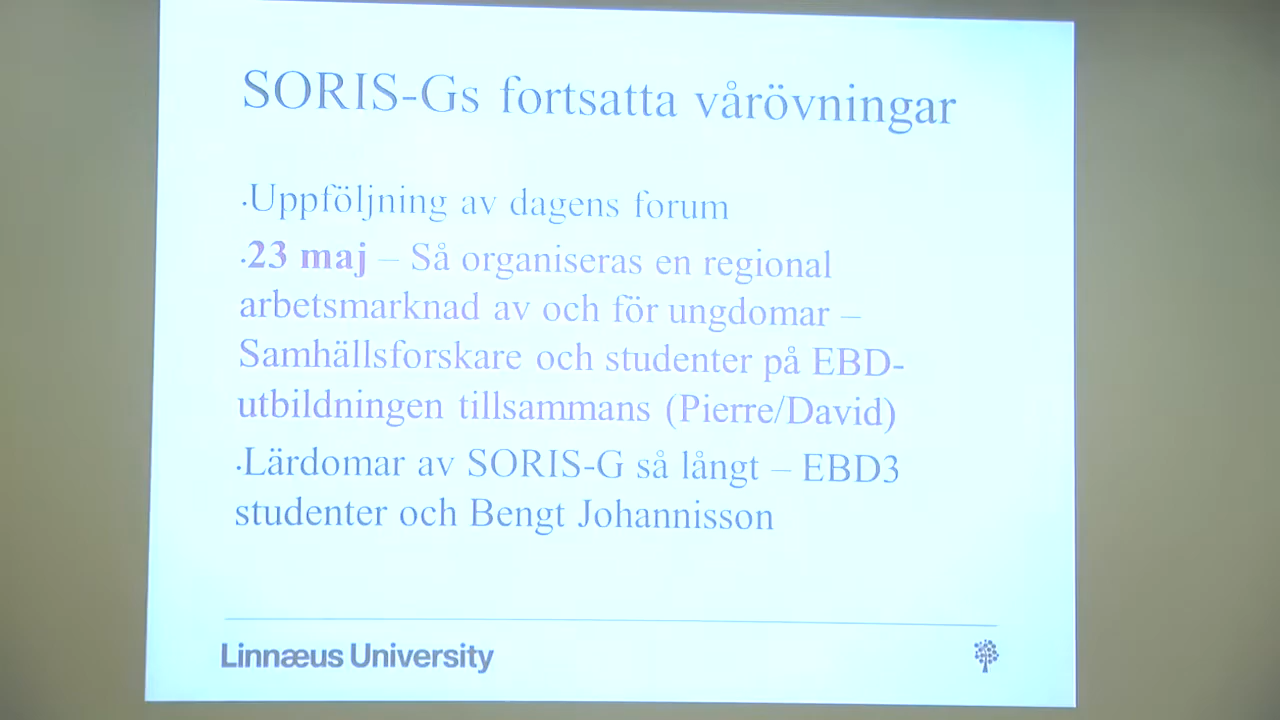 SORIS-Gs fortsatta vårövningar
.Uppföljning av dagens forum
.23 maj – Så organiseras en regional
arbetsmarknad av och för ungdomar –
Samhällsforskare och studenter på EBD-
utbildningen tillsammans (Pierre/David)
.Lärdomar av SORIS-G så långt – EBD3
studenter och Bengt Johannisson
Linnæus University